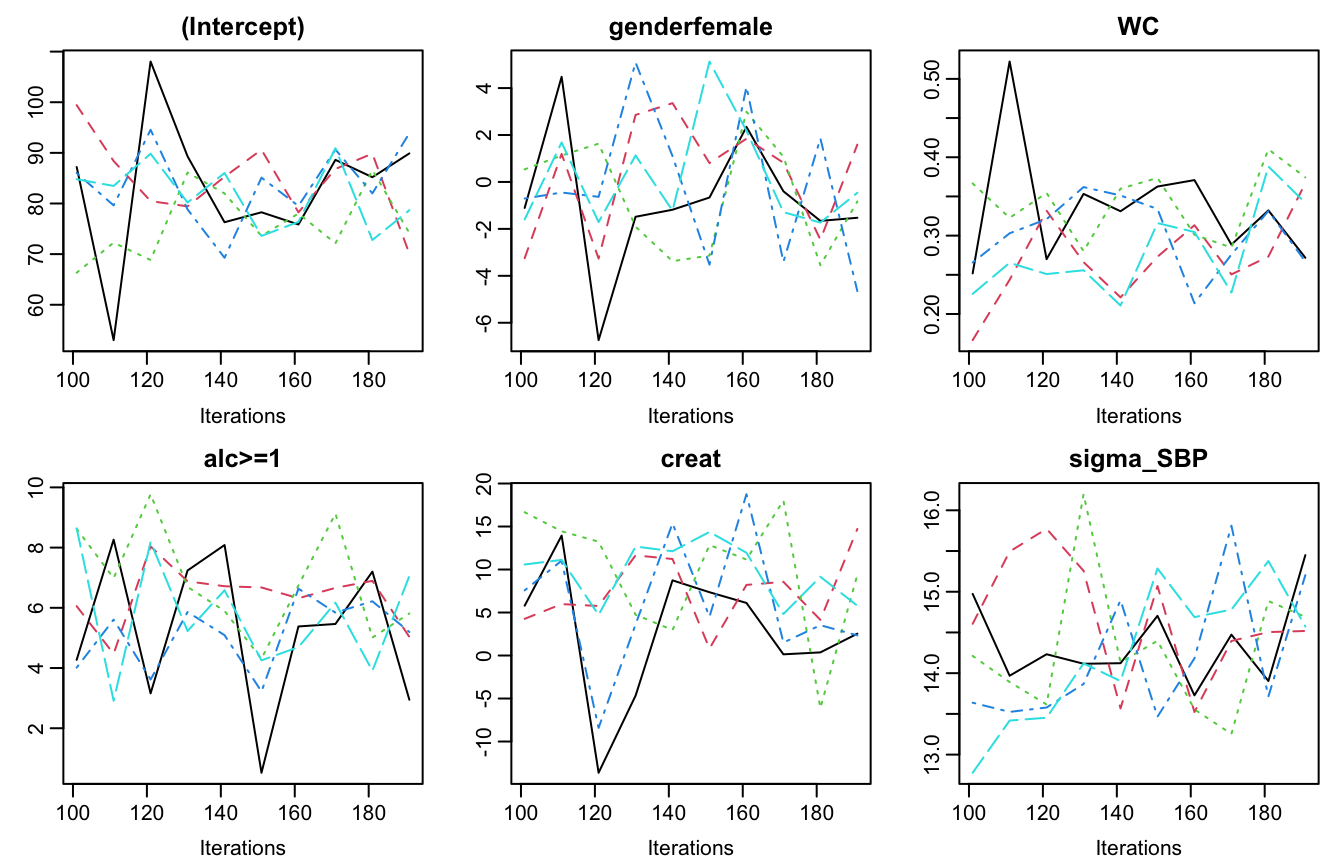 (Intercept) genderfemale WC
60 70 80 90 100
-6 -4 -2 0 2 4
0.20 0.30 0.40 0.50
100 120 140 160 180 100 120 140 160 180 100 120 140 160 180
Iterations Iterations Iterations
alc>=1 creat sigma_SBP
2 4 6 8 10
-10 -5 0 5 10 15 20
13.0 14.0 15.0 16.0
100 120 140 160 180 100 120 140 160 180 100 120 140 160 180
Iterations Iterations Iterations